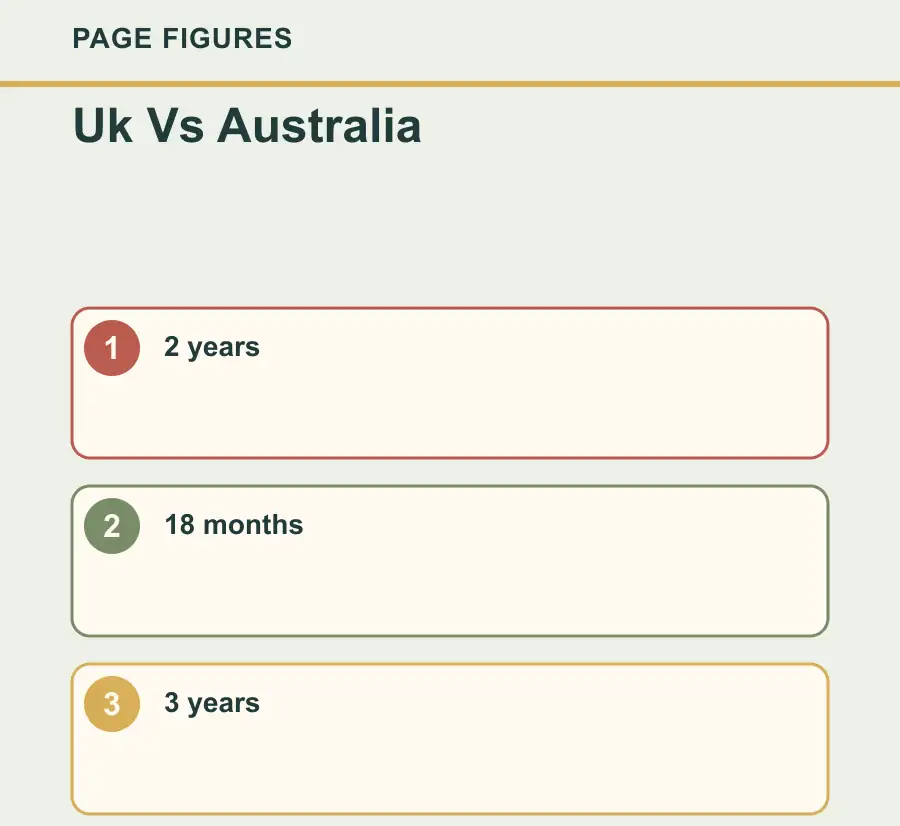 PAGE FIGURES
Uk Vs Australia
1 2 years
2 18 months
3 3 years